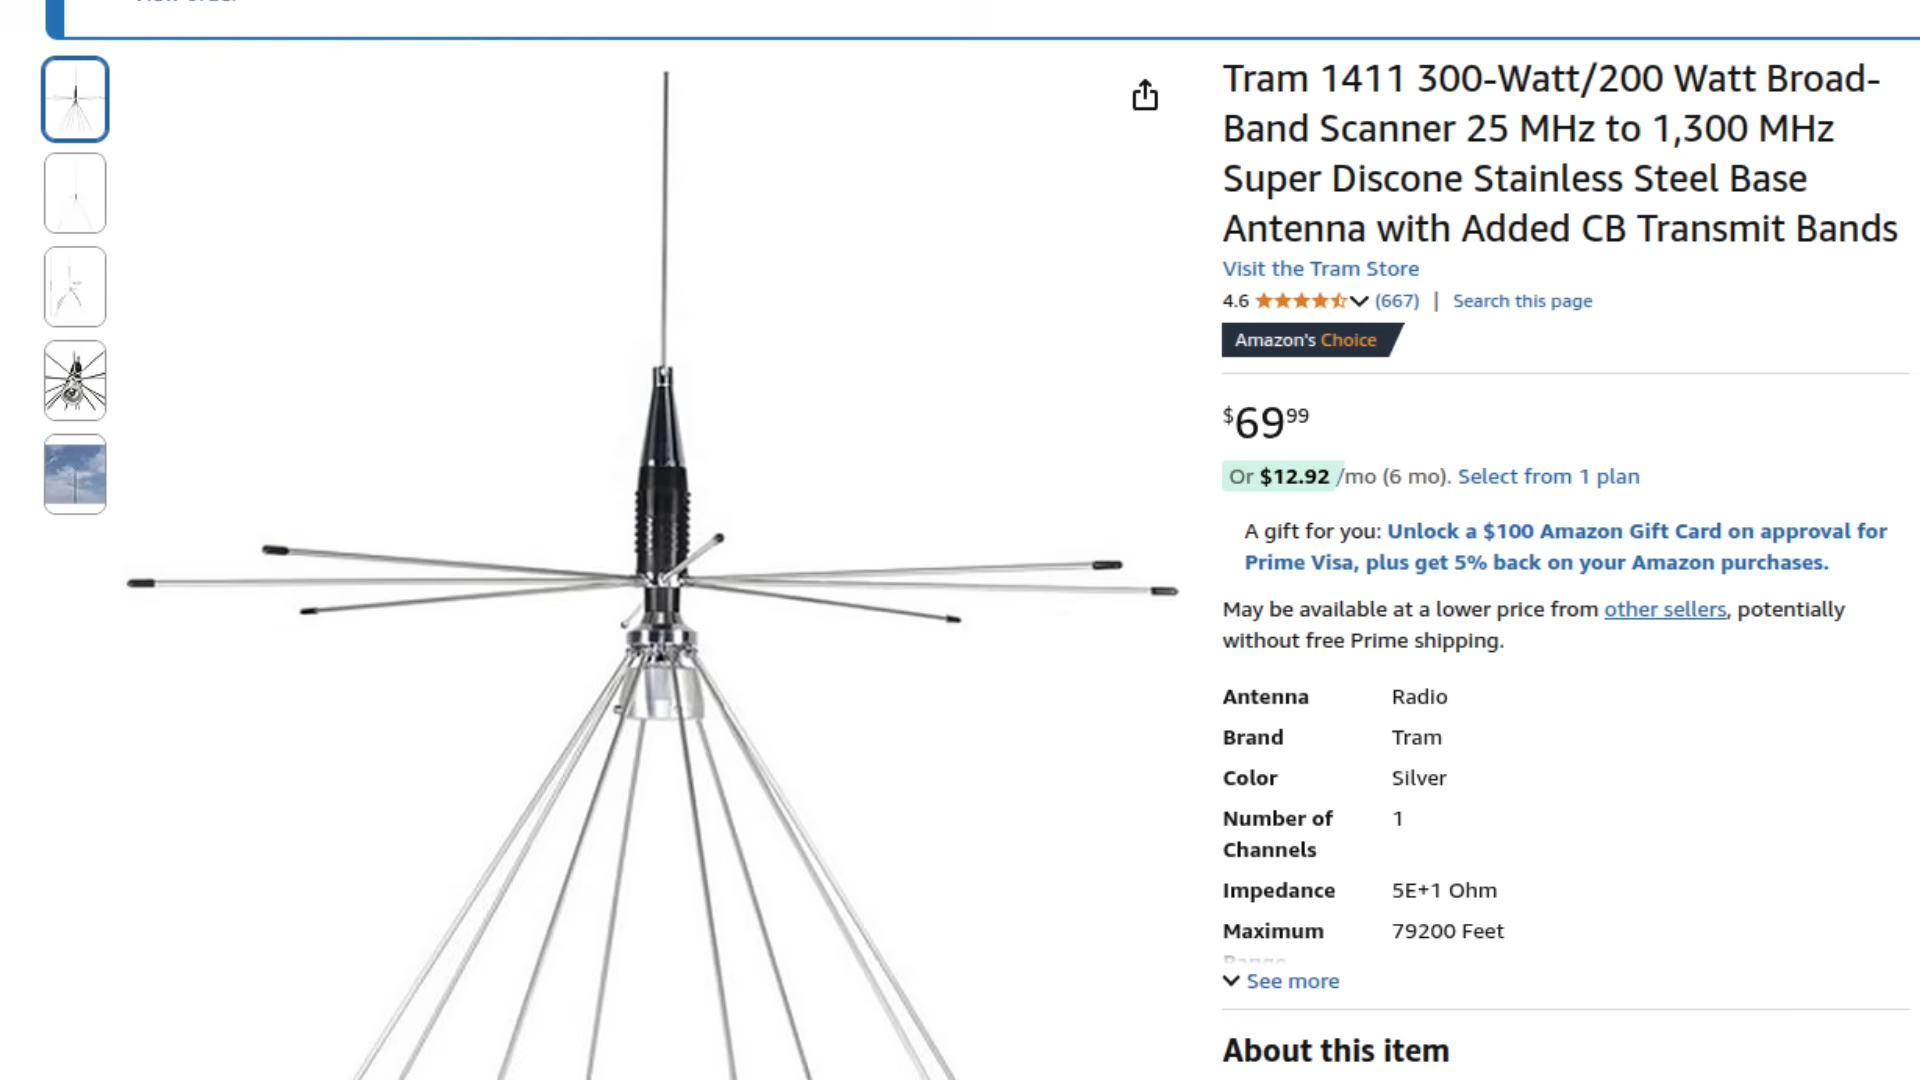 Tram 1411 300-Watt/200 Watt Broad-
Band Scanner 25 MHz to 1,300 MHz
Super Discone Stainless Steel Base
Antenna with Added CB Transmit Bands
Visit the Tram Store
4.6 (667) | Search this page
Amazon's Choice
$69.99
Or $12.92 /mo (6 mo). Select from 1 plan
A gift for you: Unlock a $100 Amazon Gift Card on approval for
Prime Visa, plus get 5% back on your Amazon purchases.
May be available at a lower price from other sellers, potentially
without free Prime shipping.
Antenna Radio
Brand Tram
Color Silver
Number of 1
Channels
Impedance 5E+1 Ohm
Maximum 79200 Feet
Range
See more
About this item